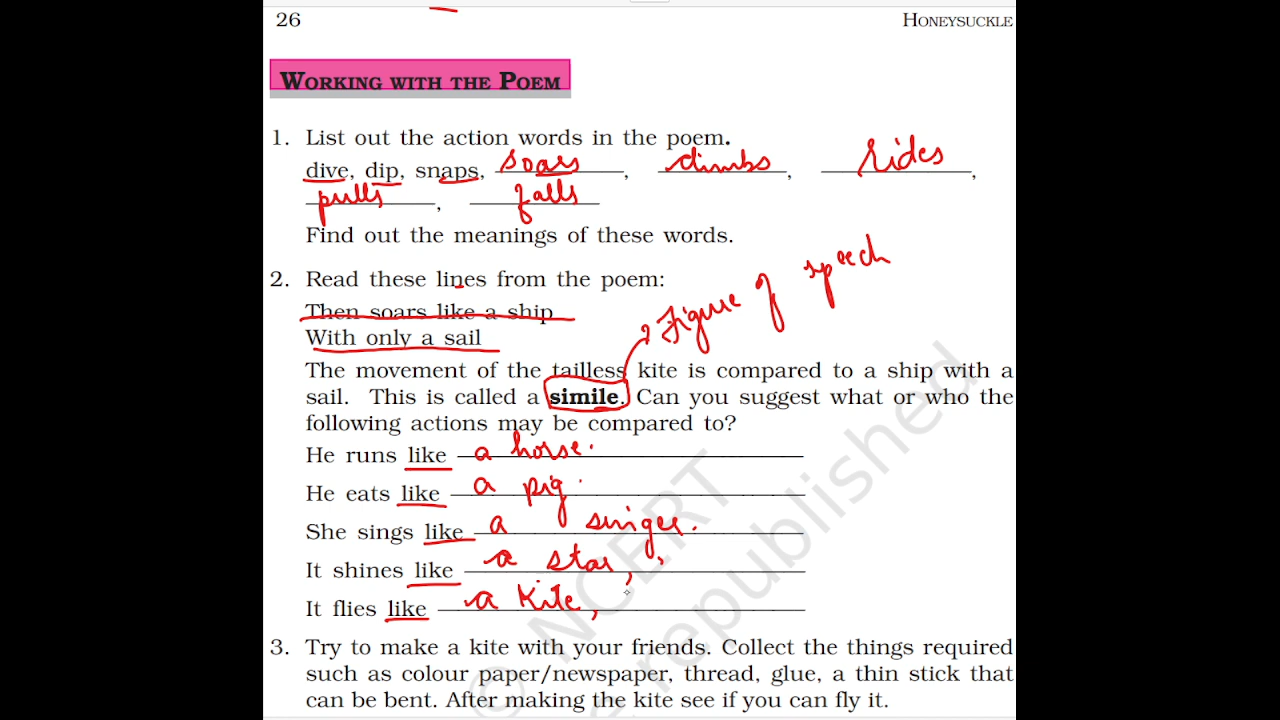 26 HONEYSUCKLE
WORKING WITH THE POEM
1. List out the action words in the poem.
dive, dip, snaps, soars, climbs, rides,
pulls, falls
Find out the meanings of these words.
2. Read these lines from the poem:
Then soars like a ship
With only a sail
Figure of speech
The movement of the tailless kite is compared to a ship with a
sail. This is called a simile. Can you suggest what or who the
following actions may be compared to?
He runs like a horse.
He eats like a pig.
She sings like a singer.
It shines like a star,
It flies like a kite,
3. Try to make a kite with your friends. Collect the things required
such as colour paper/newspaper, thread, glue, a thin stick that
can be bent. After making the kite see if you can fly it.
© NCERT
republished